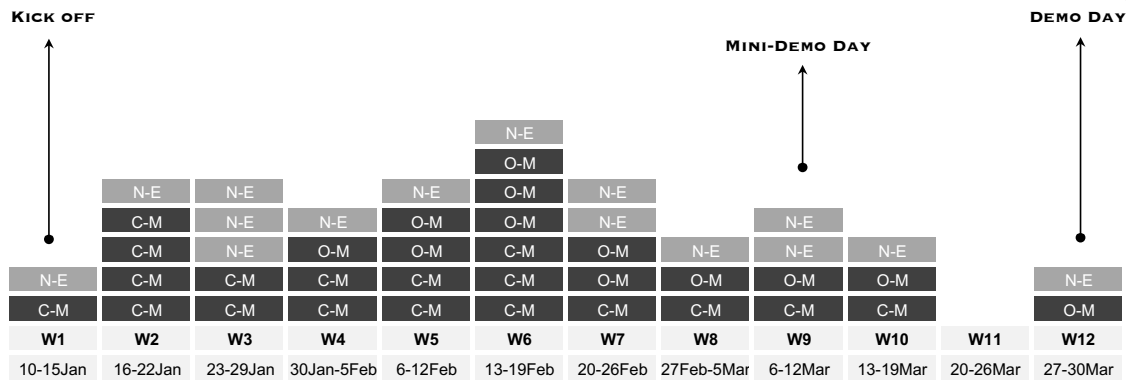 KICK OFF DEMO DAY
MINI-DEMO DAY
N-E
O-M
N-E N-E N-E O-M N-E
C-M N-E N-E O-M O-M N-E N-E
C-M N-E O-M O-M C-M O-M N-E N-E N-E
N-E C-M C-M C-M C-M C-M O-M O-M O-M O-M N-E
C-M C-M C-M C-M C-M C-M C-M C-M C-M C-M O-M
W1 W2 W3 W4 W5 W6 W7 W8 W9 W10 W11 W12
10-15Jan 16-22Jan 23-29Jan 30Jan-5Feb 6-12Feb 13-19Feb 20-26Feb 27Feb-5Mar 6-12Mar 13-19Mar 20-26Mar 27-30Mar